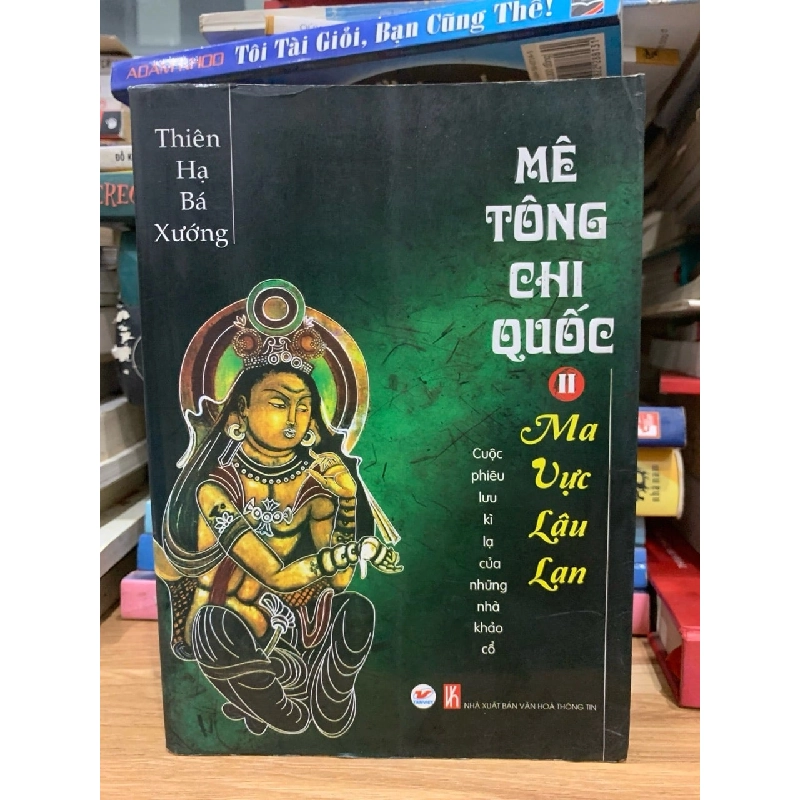 Tôi Tài Giỏi, Bạn Cũng Thế!
ADAM KHOO
Thiên
Hạ
Bá
Xướng
MÊ
TÔNG
CHI
QUỐC
II
Ma
Vực
Lâu
Lan
Cuộc
phiêu
lưu
kì
lạ
của
những
nhà
khảo
cổ
NHÀ XUẤT BẢN VĂN HOÁ THÔNG TIN